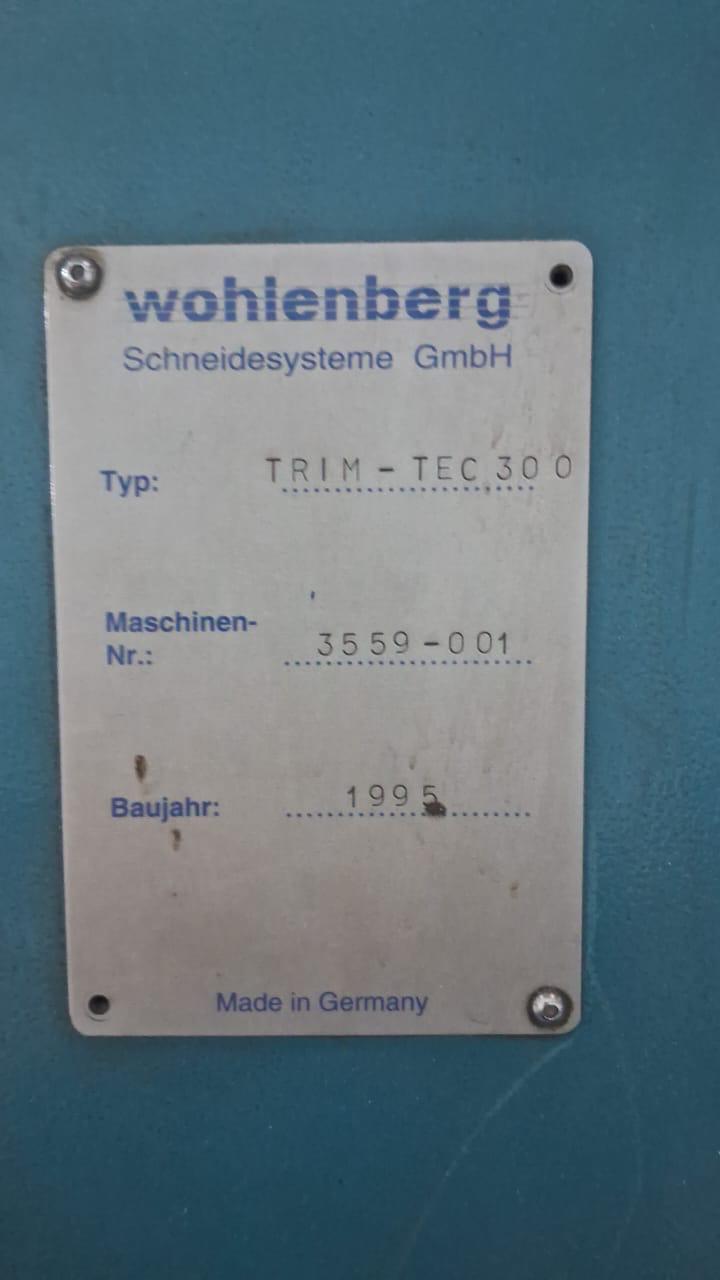 wohlenberg
Schneidesysteme GmbH
Typ: TRIM-TEC 300
Maschinen-
Nr.: 3559-001
Baujahr: 1995
Made in Germany